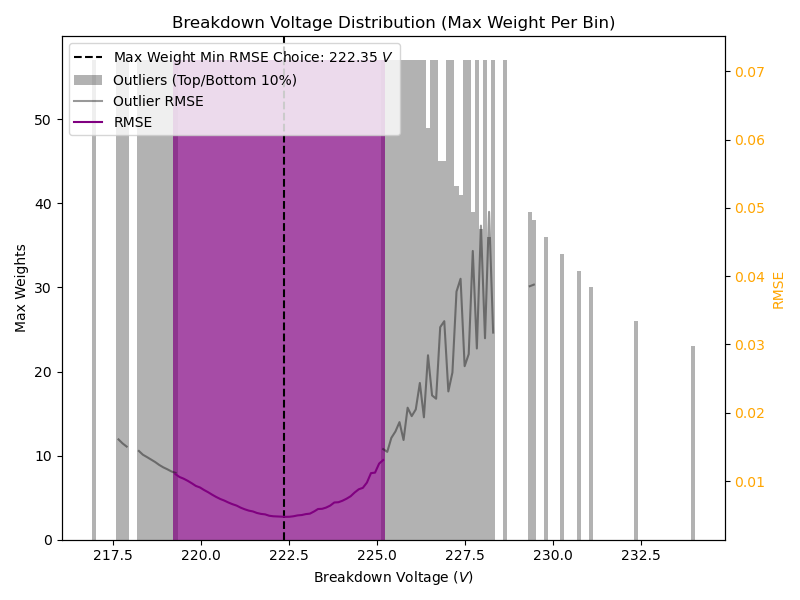 Breakdown Voltage Distribution (Max Weight Per Bin)
Max Weight Min RMSE Choice: 222.35 V
Outliers (Top/Bottom 10%)
Outlier RMSE
RMSE
Max Weights
50
40
30
20
10
0
0.07
0.06
0.05
0.04
0.03
0.02
0.01
RMSE
217.5 220.0 222.5 225.0 227.5 230.0 232.5
Breakdown Voltage (V)